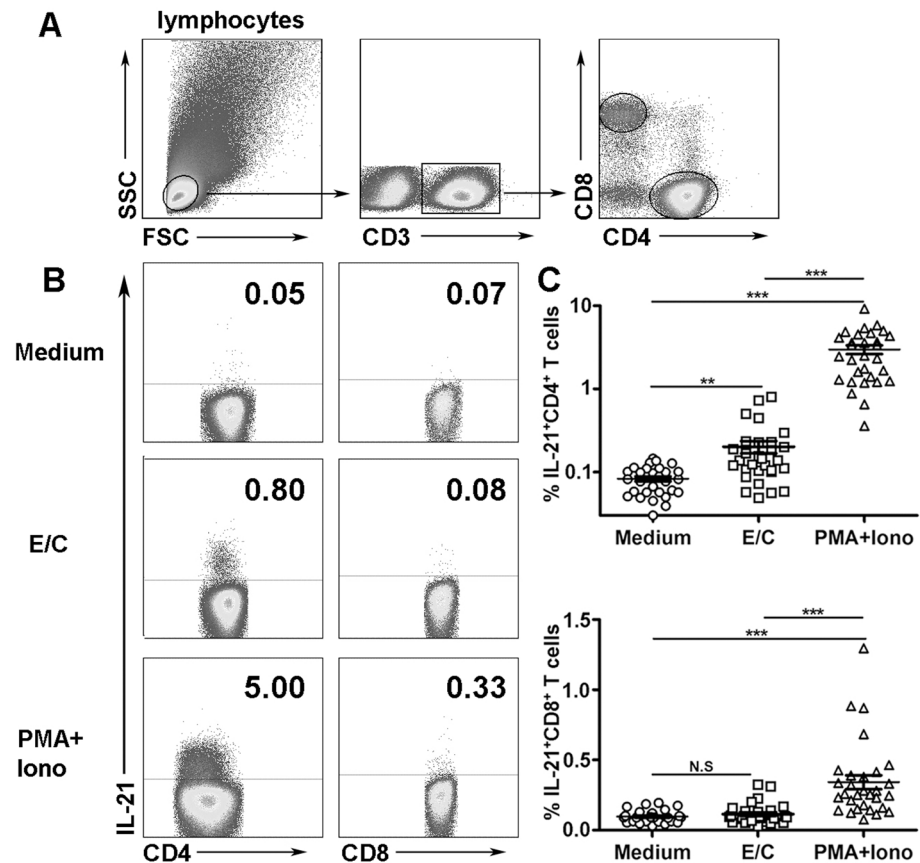 A
lymphocytes
SSC
FSC
CD3
CD8
CD4
B
Medium
0.05
0.07
E/C
0.80
0.08
PMA+
Iono
5.00
0.33
IL-21
CD4
CD8
C
***
***
**
% IL-21⁺CD4⁺ T cells
10
1
0.1
Medium
E/C
PMA+Iono
***
***
N.S
% IL-21⁺CD8⁺ T cells
1.5
1.0
0.5
0.0
Medium
E/C
PMA+Iono